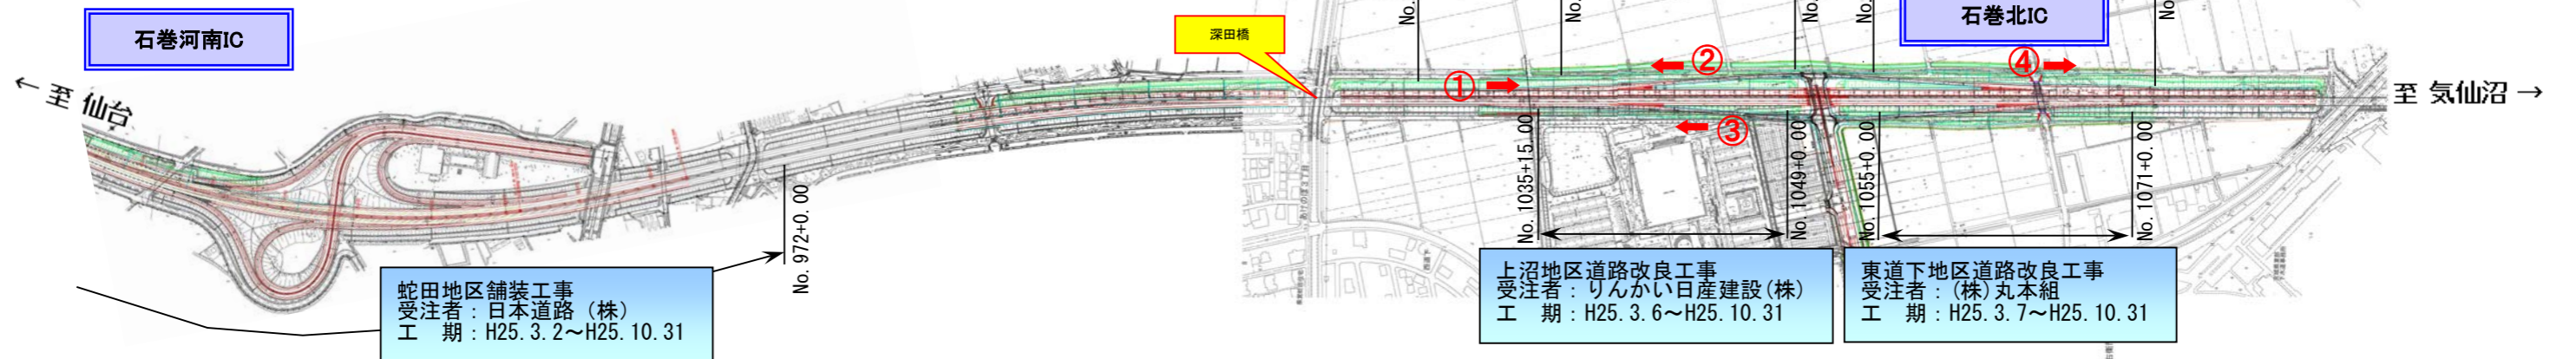 石巻河南IC
深田橋
石巻北IC
No.
No.
No.
No.
No.
← 至 仙台
①
②
③
④
至 気仙沼 →
No. 972+0.00
No. 1035+15.00
No. 1049+0.00
No. 1055+0.00
No. 1071+0.00
蛇田地区舗装工事
受注者：日本道路（株）
工　期：H25.3.2～H25.10.31
上沼地区道路改良工事
受注者：りんかい日産建設(株)
工　期：H25.3.6～H25.10.31
東道下地区道路改良工事
受注者：(株)丸本組
工　期：H25.3.7～H25.10.31